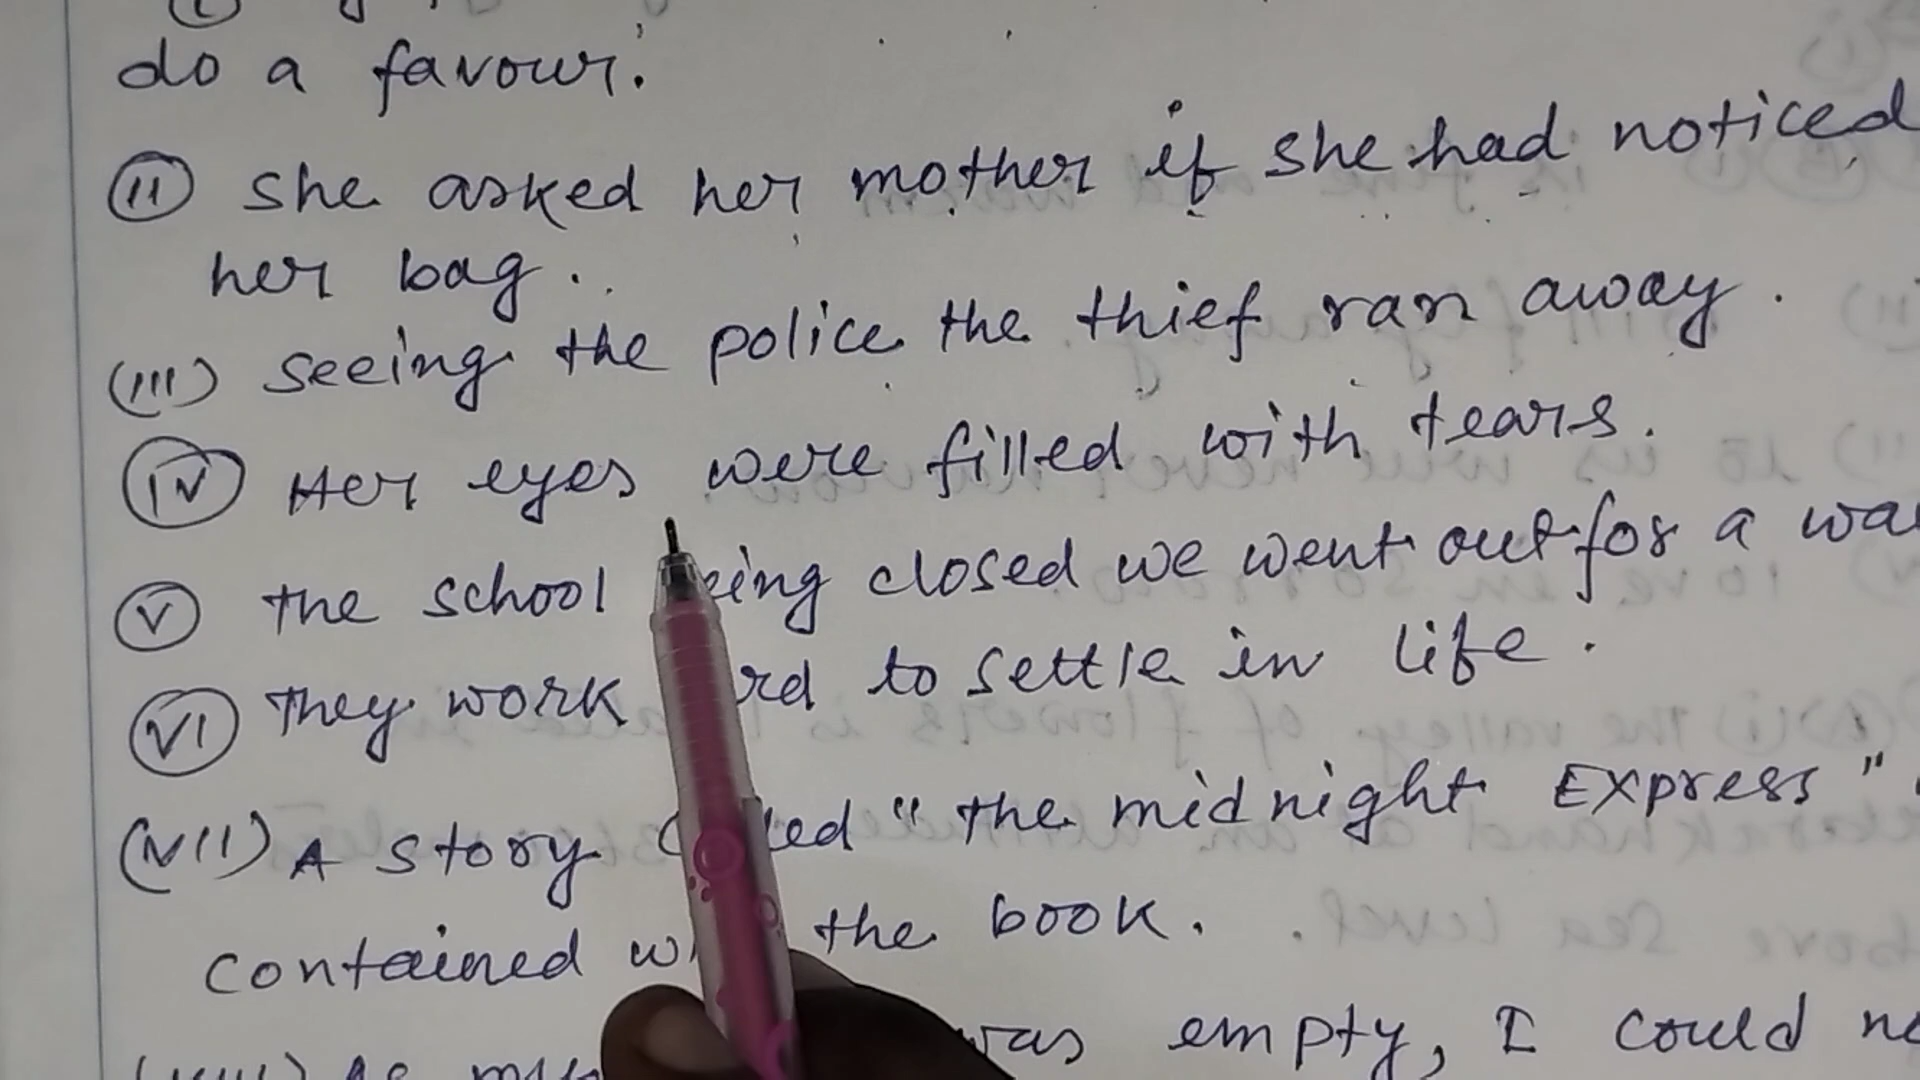 do a favour.
(II) she asked her mother if she had noticed
her bag.
(III) seeing the police the thief ran away.
(IV) Her eyes were filled with tears.
(V) the school eing closed we went out for a wa
(VI) They work rd to settle in life.
(VII) A story "the midnight Express"
contained the book.
was empty, I could